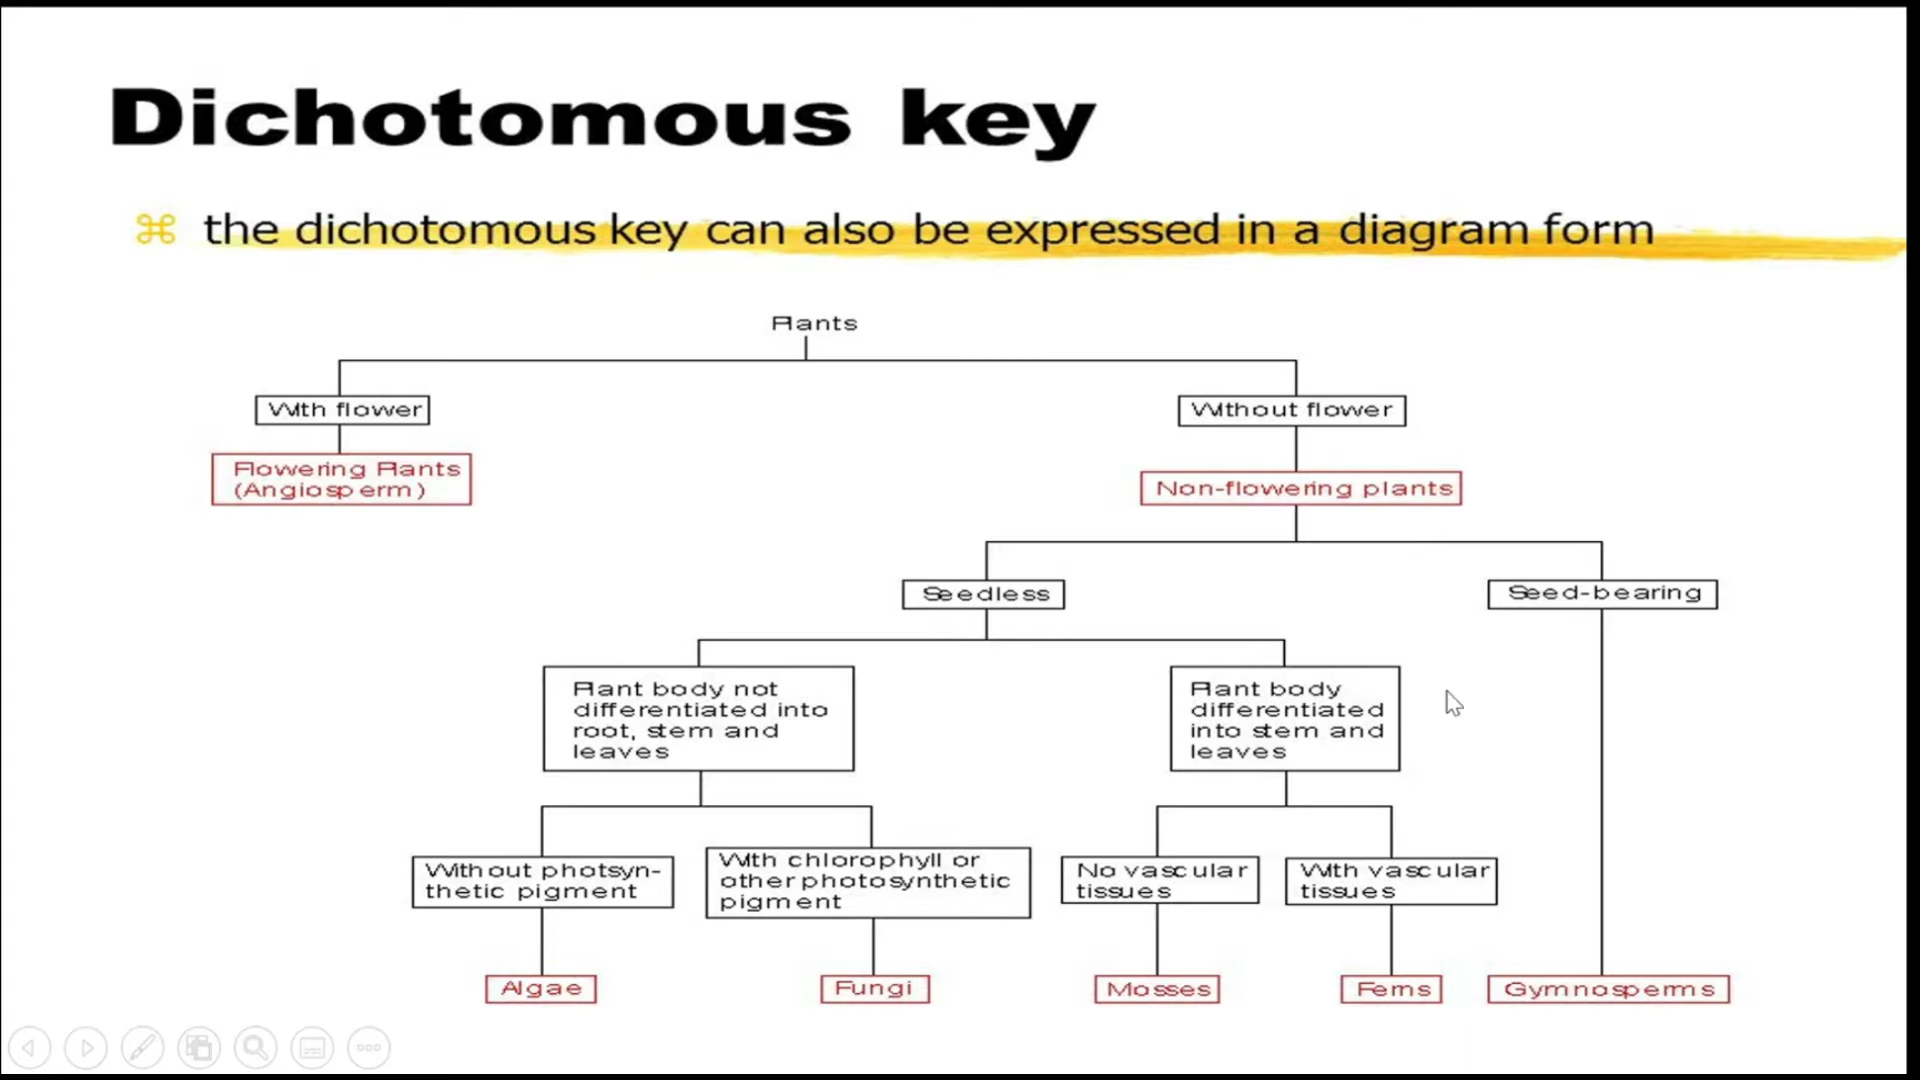 Dichotomous key
the dichotomous key can also be expressed in a diagram form
Plants
With flower
Without flower
Flowering Plants
(Angiosperm)
Non-flowering plants
Seedless
Seed-bearing
Plant body not
differentiated into
root, stem and
leaves
Plant body
differentiated
into stem and
leaves
Without photsyn-
thetic pigment
With chlorophyll or
other photosynthetic
pigment
No vascular
tissues
With vascular
tissues
Algae
Fungi
Mosses
Ferns
Gymnosperms